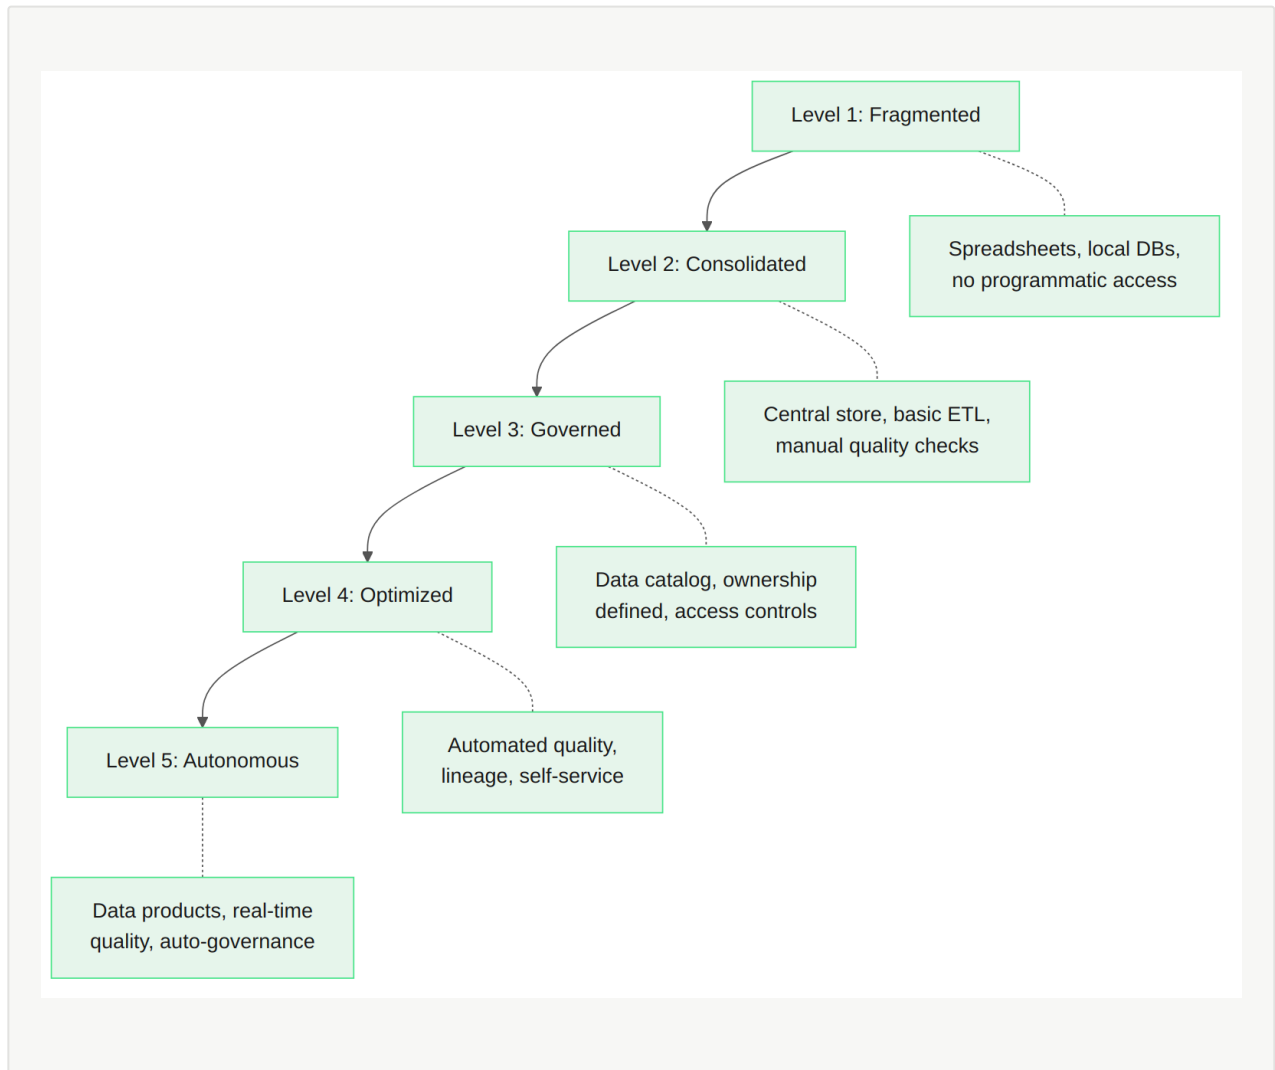 Level 1: Fragmented
Spreadsheets, local DBs,
no programmatic access
Level 2: Consolidated
Central store, basic ETL,
manual quality checks
Level 3: Governed
Data catalog, ownership
defined, access controls
Level 4: Optimized
Automated quality,
lineage, self-service
Level 5: Autonomous
Data products, real-time
quality, auto-governance